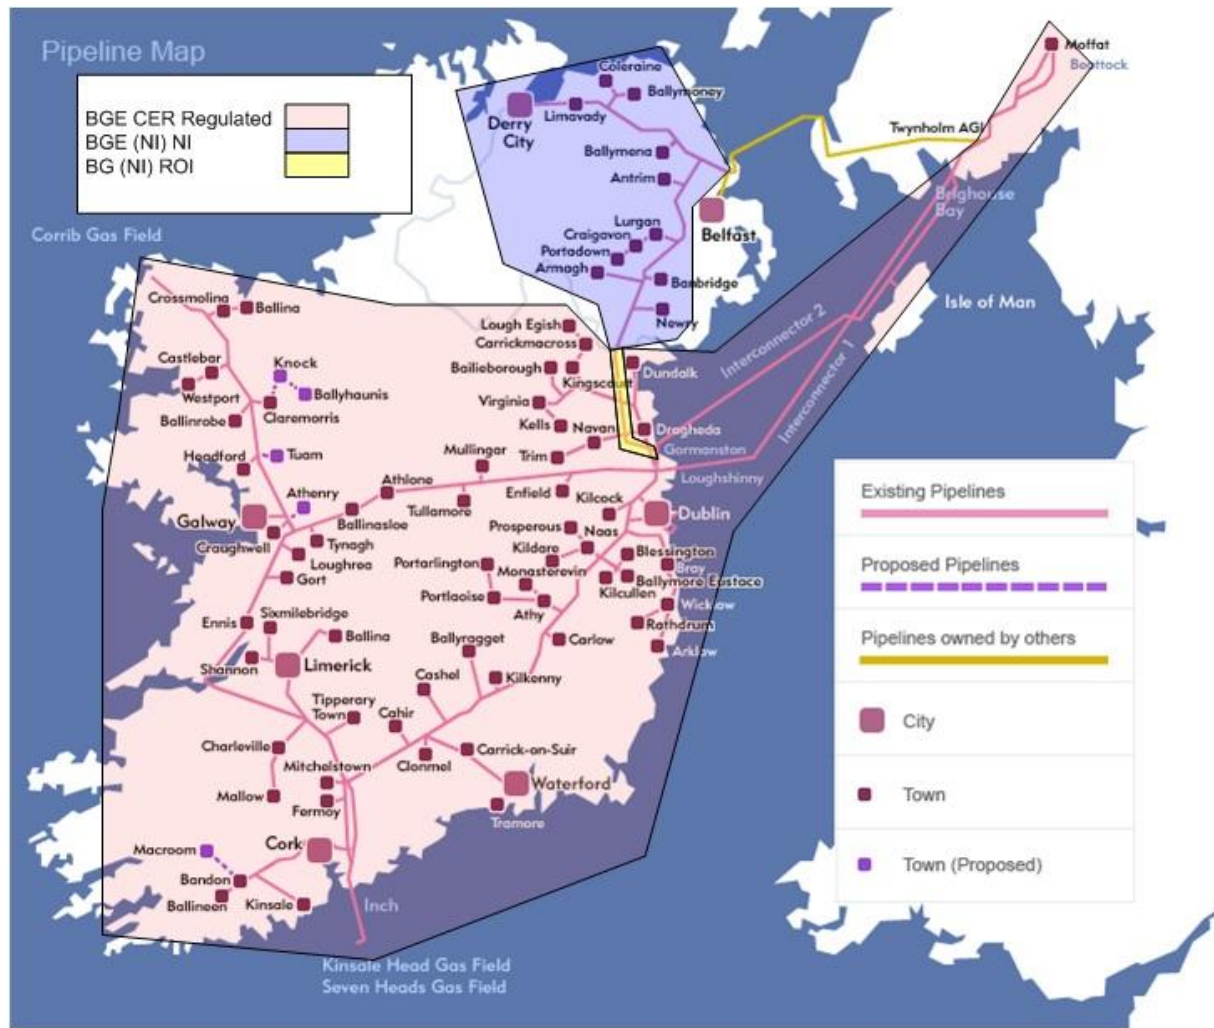 Pipeline Map
BGE CER Regulated
BGE (NI) NI
BG (NI) ROI
Moffat
Beattock
Coleraine
Ballymoney
Limavady
Derry
City
Twynholm AGI
Ballymena
Antrim
Brighouse
Bay
Lurgan
Craigavon
Portadown
Armagh
Belfast
Banbridge
Newry
Corrib Gas Field
Isle of Man
Crossmolina
Ballina
Lough Egish
Carrickmacross
Interconnector 2
Interconnector 1
Castlebar
Knock
Bailieborough
Kingscourt
Dundalk
Westport
Ballyhaunis
Claremorris
Virginia
Ballinrobe
Kells
Navan
Drogheda
Gormanston
Headford
Tuam
Mullingar
Trim
Loughshinny
Athlone
Enfield
Kilcock
Athenry
Tullamore
Galway
Ballinasloe
Dublin
Prosperous
Naas
Craughwell
Tynagh
Kildare
Blessington
Loughrea
Portarlington
Monasterevin
Bray
Gort
Ballymore Eustace
Kilcullen
Portlaoise
Athy
Wicklow
Ennis
Sixmilebridge
Rathdrum
Ballina
Ballyragget
Carlow
Arklow
Shannon
Limerick
Cashel
Kilkenny
Tipperary
Town
Cahir
Charleville
Carrick-on-Suir
Clonmel
Mitchelstown
Waterford
Mallow
Fermoy
Tramore
Cork
Macroom
Bandon
Ballineen
Kinsale
Inch
Kinsale Head Gas Field
Seven Heads Gas Field
Existing Pipelines
Proposed Pipelines
Pipelines owned by others
City
Town
Town (Proposed)